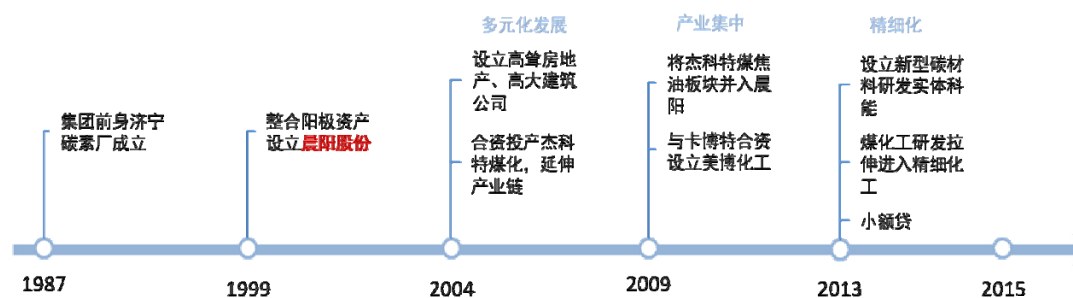 多元化发展
产业集中
精细化
集团前身济宁
碳素厂成立
整合阳极资产
设立晨阳股份
设立高耸房地
产、高大建筑
公司
合资投产杰科
特煤化，延伸
产业链
将杰科特煤焦
油板块并入晨
阳
与卡博特合资
设立美博化工
设立新型碳材
料研发实体科
能
煤化工研发拉
伸进入精细化
工
小额贷
1987
1999
2004
2009
2013
2015